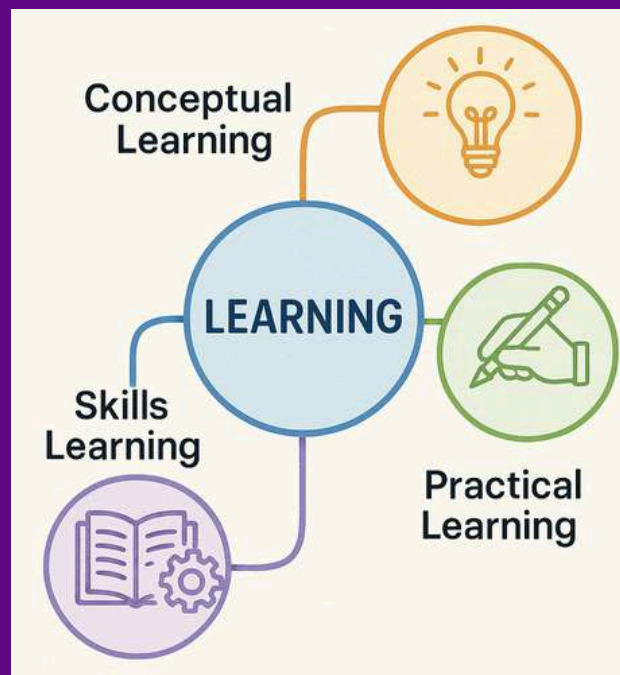 Conceptual
Learning
LEARNING
Skills
Learning
Practical
Learning